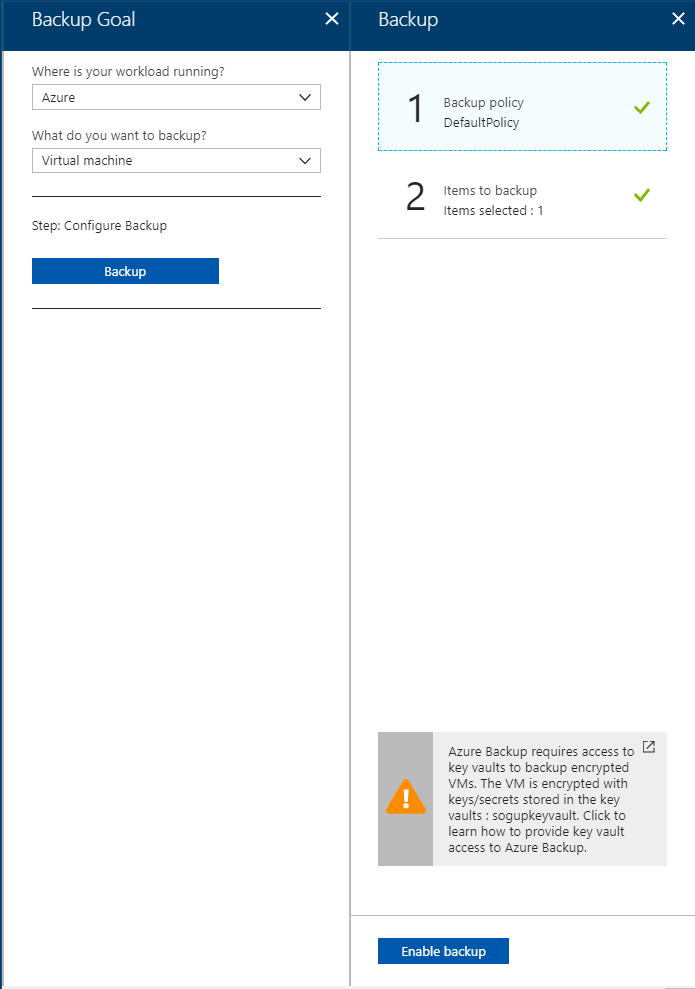 Backup Goal
Where is your workload running?
Azure
What do you want to backup?
Virtual machine
Step: Configure Backup
Backup
Backup
1
Backup policy
DefaultPolicy
2
Items to backup
Items selected : 1
Azure Backup requires access to
key vaults to backup encrypted
VMs. The VM is encrypted with
keys/secrets stored in the key
vaults : sogupkeyvault. Click to
learn how to provide key vault
access to Azure Backup.
Enable backup